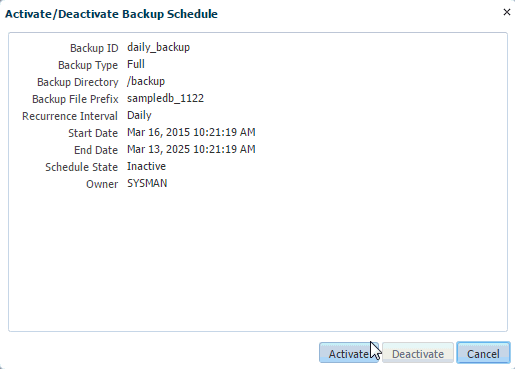 Activate/Deactivate Backup Schedule
Backup ID daily_backup
Backup Type Full
Backup Directory /backup
Backup File Prefix sampledb_1122
Recurrence Interval Daily
Start Date Mar 16, 2015 10:21:19 AM
End Date Mar 13, 2025 10:21:19 AM
Schedule State Inactive
Owner SYSMAN
Activate Deactivate Cancel